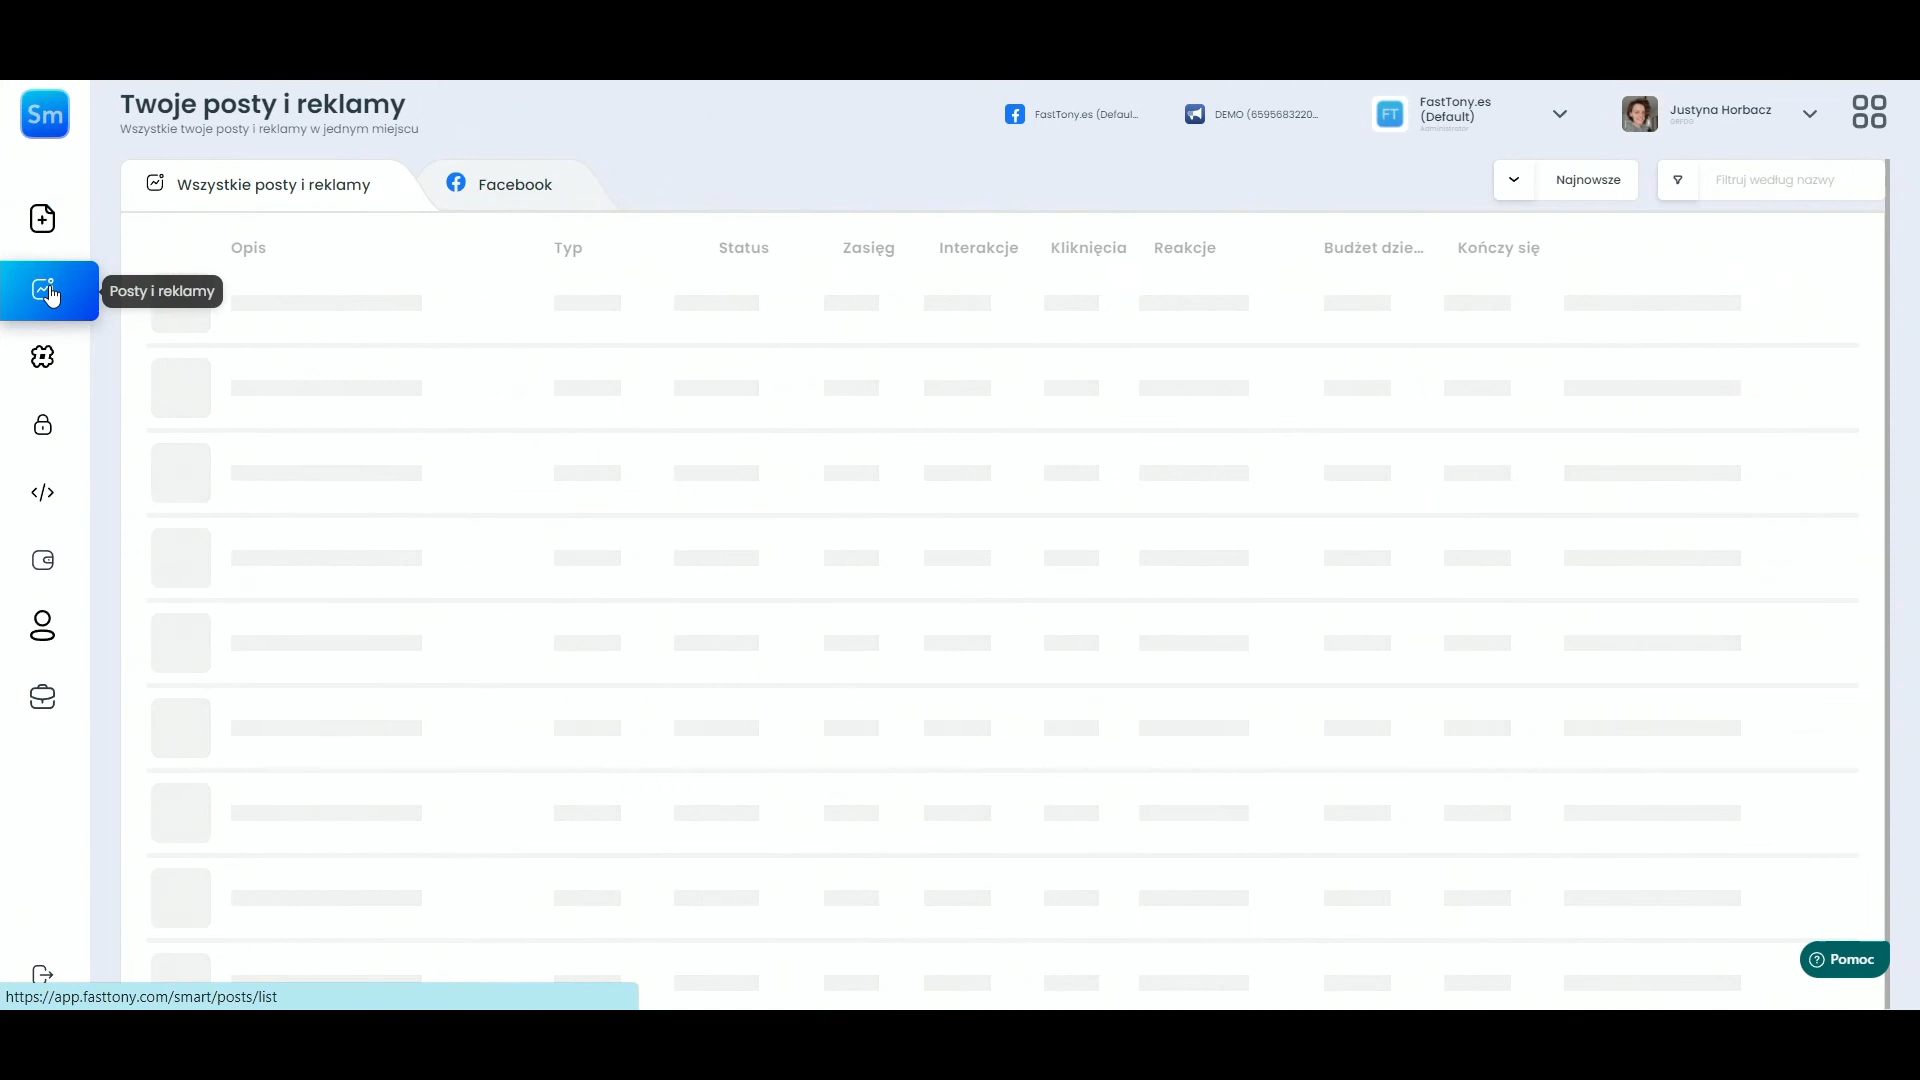 Sm
Twoje posty i reklamy
Wszystkie twoje posty i reklamy w jednym miejscu
FastTony.es (Defaul...
DEMO (6595683220...
FT
FastTony.es
(Default)
Administrator
Justyna Horbacz
Wszystkie posty i reklamy
Facebook
Najnowsze
Filtruj według nazwy
Opis
Typ
Status
Zasięg
Interakcje
Kliknięcia
Reakcje
Budżet dzie...
Kończy się
Posty i reklamy
Pomoc
https://app.fasttony.com/smart/posts/list